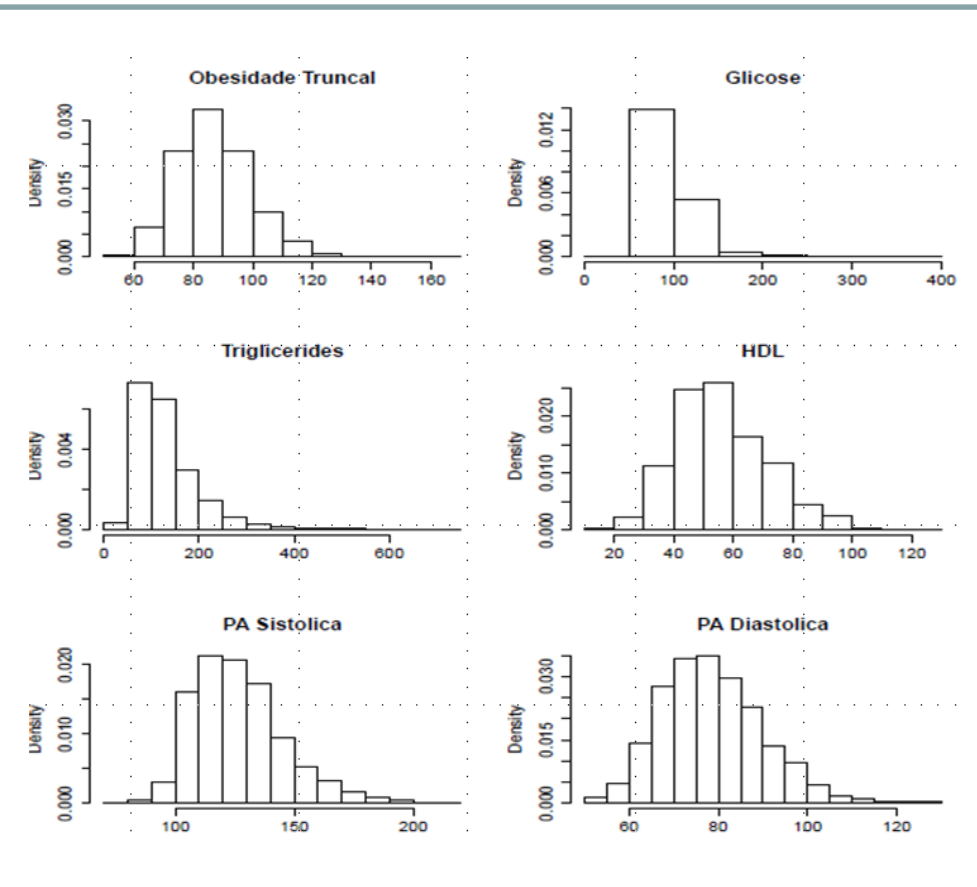 Obesidade Truncal
Density
0.000 0.015 0.030
60 80 100 120 140 160
Glicose
Density
0.000 0.006 0.012
0 100 200 300 400
Triglicerides
Density
0.000 0.004
0 200 400 600
HDL
Density
0.000 0.010 0.020
20 40 60 80 100 120
PA Sistolica
Density
0.000 0.010 0.020
100 150 200
PA Diastolica
Density
0.000 0.015 0.030
60 80 100 120